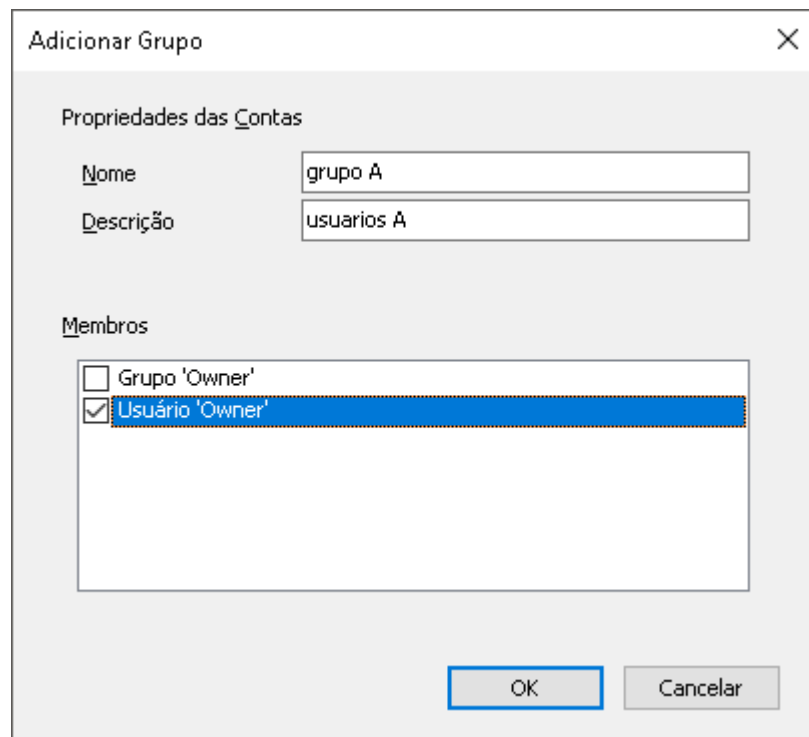 Adicionar Grupo
Propriedades das Contas
Nome grupo A
Descrição usuarios A
Membros
Grupo 'Owner'
Usuário 'Owner'
OK Cancelar